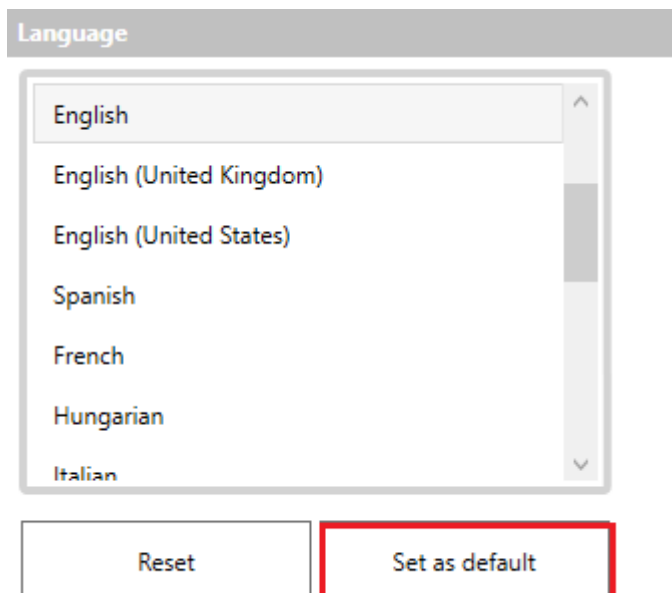 Language
English
English (United Kingdom)
English (United States)
Spanish
French
Hungarian
Italian
Reset
Set as default